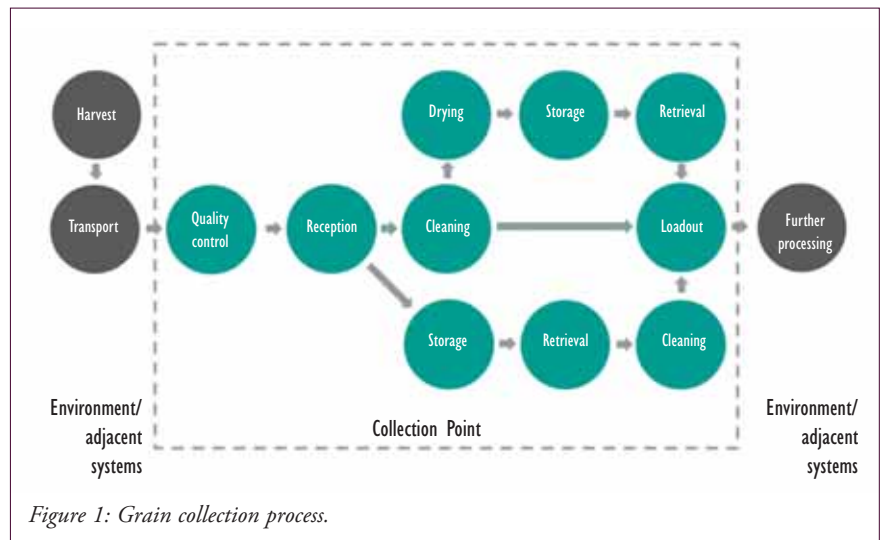 Harvest
Drying
Storage
Retrieval
Transport
Quality
control
Reception
Cleaning
Loadout
Further
processing
Storage
Retrieval
Cleaning
Environment/
adjacent
systems
Collection Point
Environment/
adjacent
systems
Figure 1: Grain collection process.